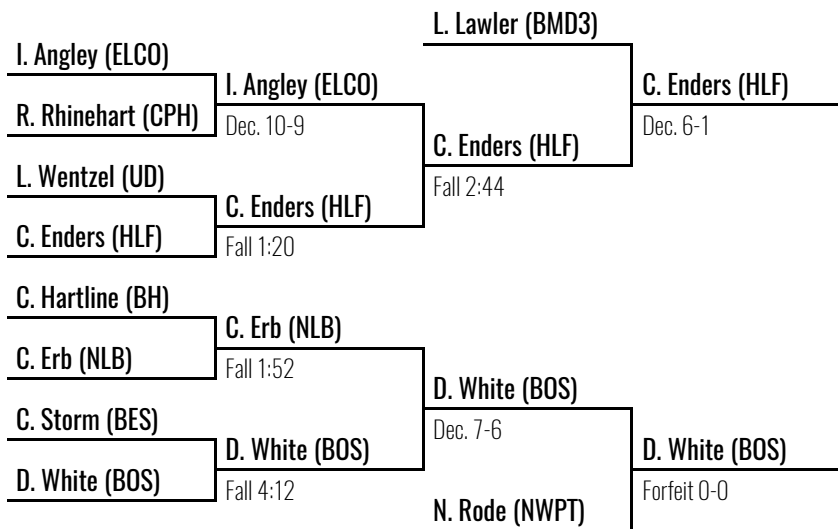 L. Lawler (BMD3)
I. Angley (ELCO)
I. Angley (ELCO)
C. Enders (HLF)
R. Rhinehart (CPH)
Dec. 10-9
Dec. 6-1
C. Enders (HLF)
L. Wentzel (UD)
Fall 2:44
C. Enders (HLF)
C. Enders (HLF)
Fall 1:20
C. Hartline (BH)
C. Erb (NLB)
C. Erb (NLB)
Fall 1:52
D. White (BOS)
C. Storm (BES)
Dec. 7-6
D. White (BOS)
D. White (BOS)
D. White (BOS)
Fall 4:12
Forfeit 0-0
N. Rode (NWPT)